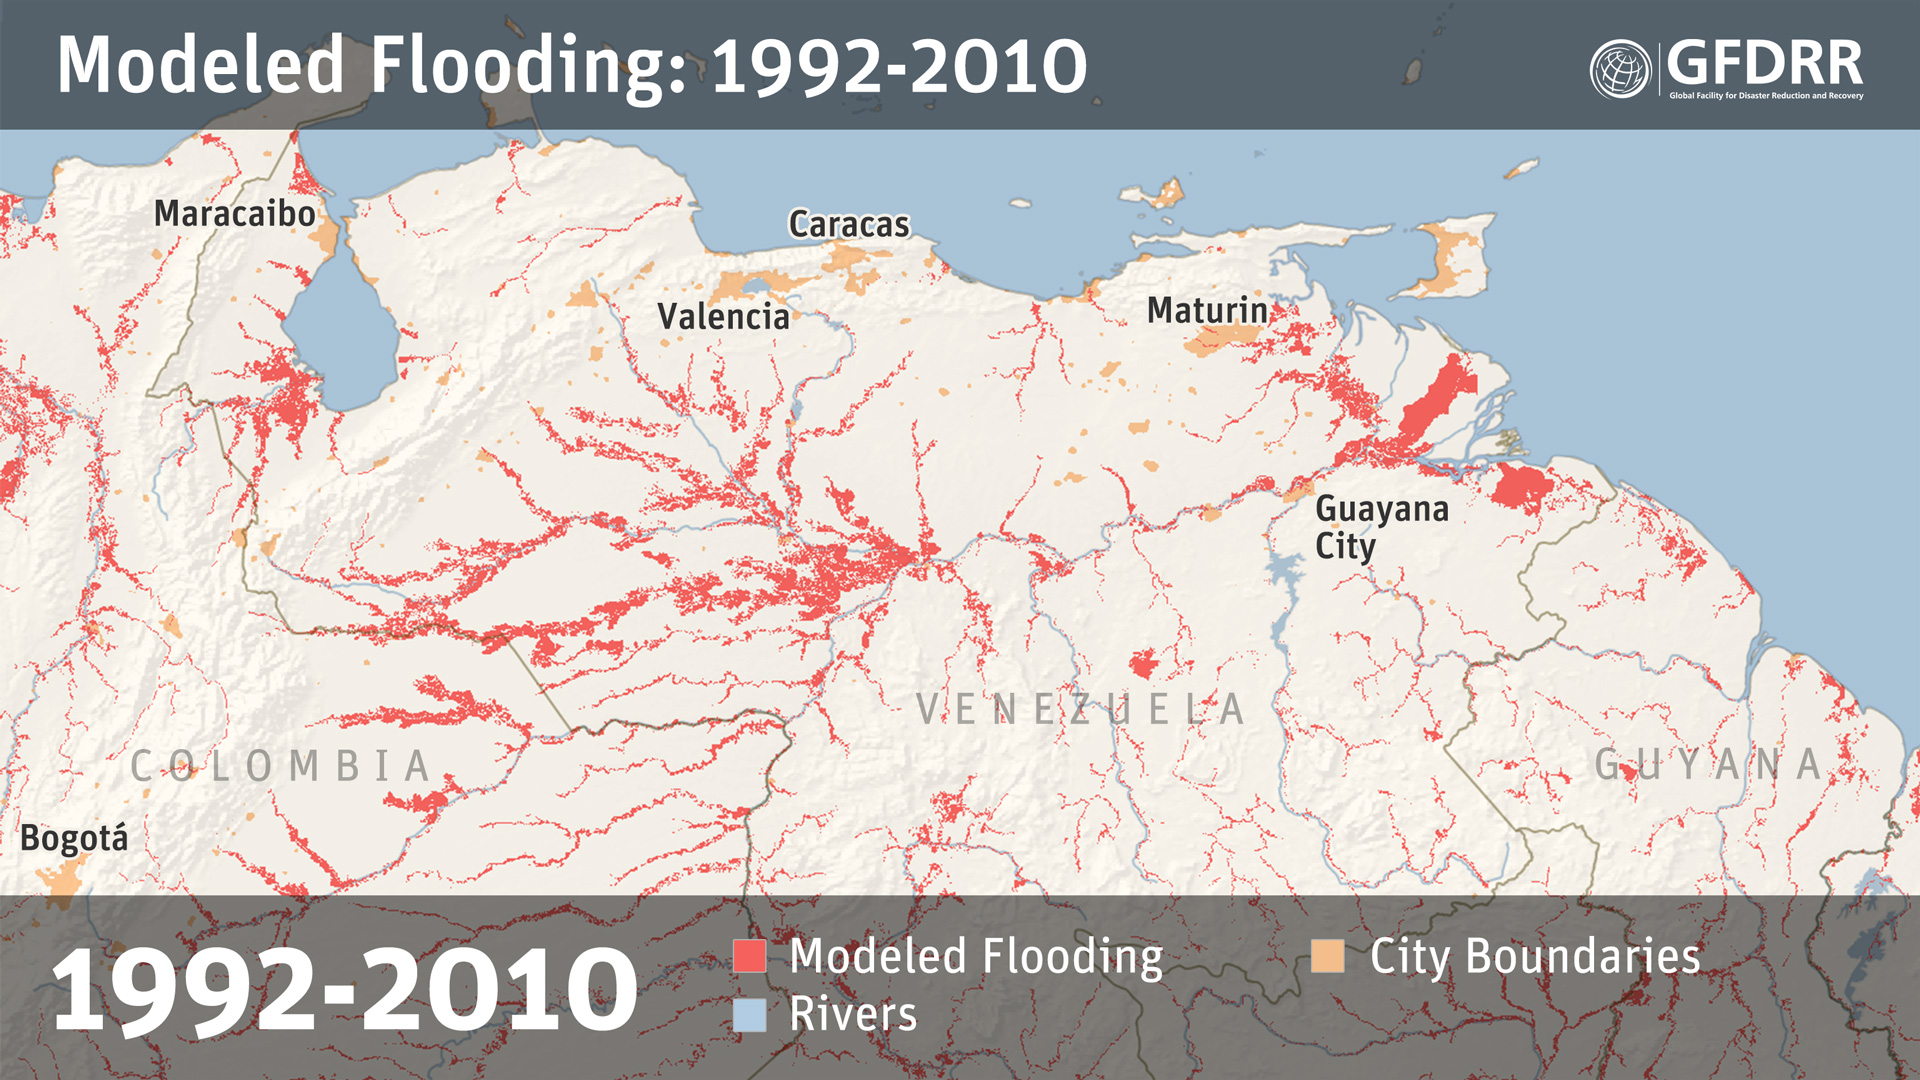 Modeled Flooding: 1992-2010
GFDRR
Global Facility for Disaster Reduction and Recovery
Maracaibo
Caracas
Valencia
Maturin
Guayana
City
VENEZUELA
COLOMBIA
GUYANA
Bogotá
1992-2010
Modeled Flooding
City Boundaries
Rivers